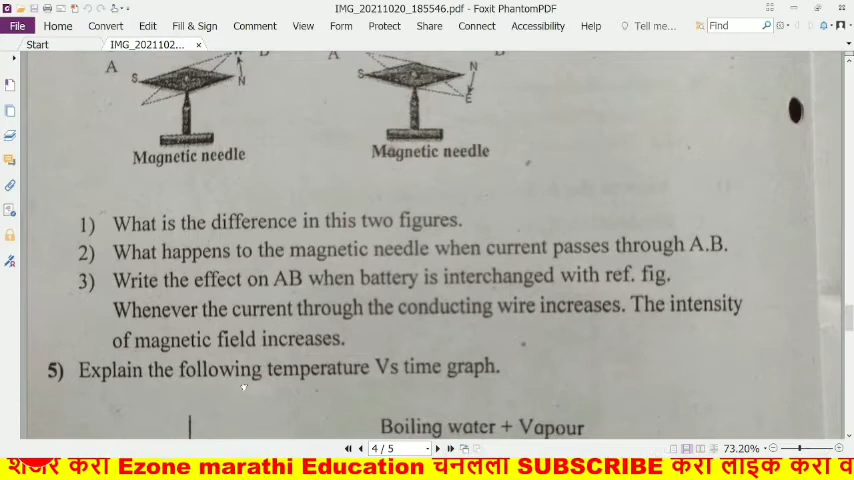 IMG_20211020_185546.pdf - Foxit PhantomPDF
File Home Convert Edit Fill & Sign Comment View Form Protect Share Connect Accessibility Help Tell me... Find
Start IMG_2021102... ×
A S N
A S N E
Magnetic needle Magnetic needle
1) What is the difference in this two figures.
2) What happens to the magnetic needle when current passes through A.B.
3) Write the effect on AB when battery is interchanged with ref. fig.
Whenever the current through the conducting wire increases. The intensity
of magnetic field increases.
5) Explain the following temperature Vs time graph.
Boiling water + Vapour
4 / 5 73.20%
शेअर करा Ezone marathi Education चॅनलला SUBSCRIBE करा लाइक करा व